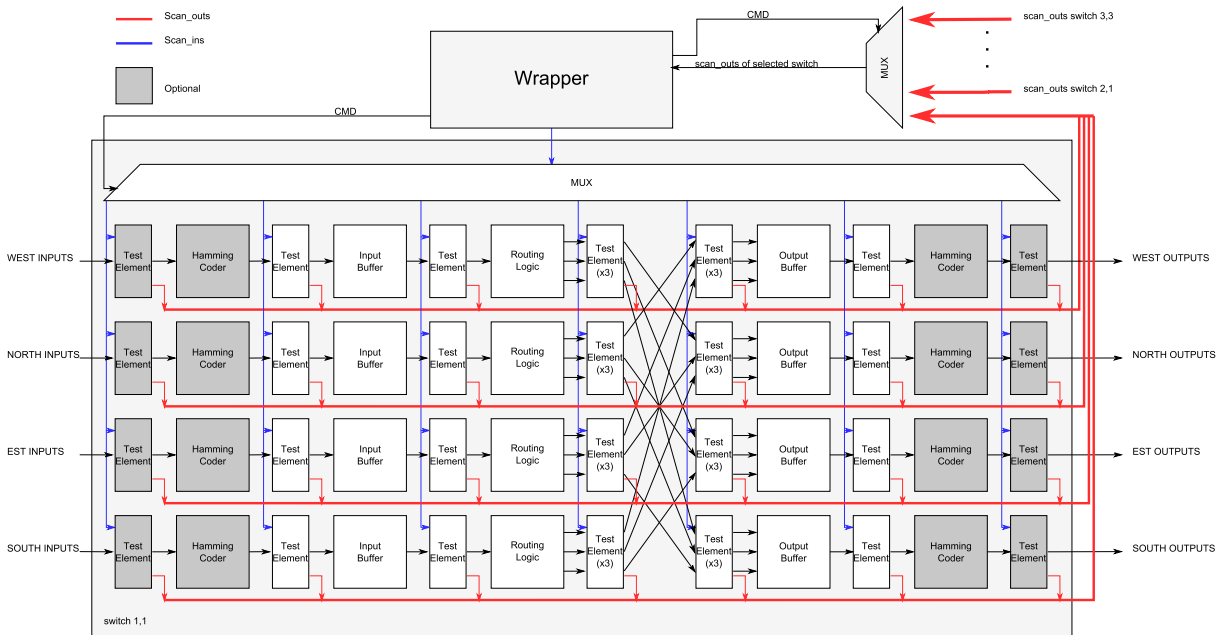 Scan_outs
Scan_ins
Optional
CMD
Wrapper
CMD
scan_outs of selected switch
MUX
scan_outs switch 3,3
.
.
.
scan_outs switch 2,1
MUX
WEST INPUTS
Test
Element
Hamming
Coder
Test
Element
Input
Buffer
Test
Element
Routing
Logic
Test
Element
(x3)
Test
Element
(x3)
Output
Buffer
Test
Element
Hamming
Coder
Test
Element
WEST OUTPUTS
NORTH INPUTS
Test
Element
Hamming
Coder
Test
Element
Input
Buffer
Test
Element
Routing
Logic
Test
Element
(x3)
Test
Element
(x3)
Output
Buffer
Test
Element
Hamming
Coder
Test
Element
NORTH OUTPUTS
EST INPUTS
Test
Element
Hamming
Coder
Test
Element
Input
Buffer
Test
Element
Routing
Logic
Test
Element
(x3)
Test
Element
(x3)
Output
Buffer
Test
Element
Hamming
Coder
Test
Element
EST OUTPUTS
SOUTH INPUTS
Test
Element
Hamming
Coder
Test
Element
Input
Buffer
Test
Element
Routing
Logic
Test
Element
(x3)
Test
Element
(x3)
Output
Buffer
Test
Element
Hamming
Coder
Test
Element
SOUTH OUTPUTS
switch 1,1